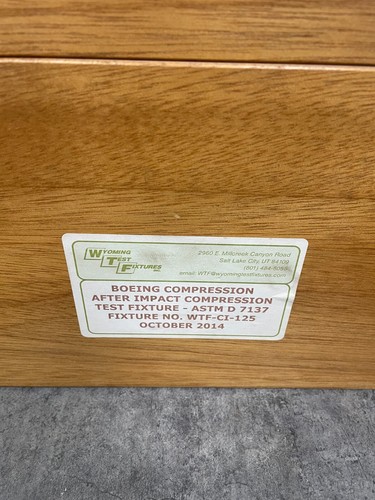 WYOMING
TEST
FIXTURES
2960 E. Millcreek Canyon Road
Salt Lake City, UT 84109
(801) 484-5055
email: WTF@wyomingtestfixtures.com
BOEING COMPRESSION
AFTER IMPACT COMPRESSION
TEST FIXTURE - ASTM D 7137
FIXTURE NO. WTF-CI-125
OCTOBER 2014